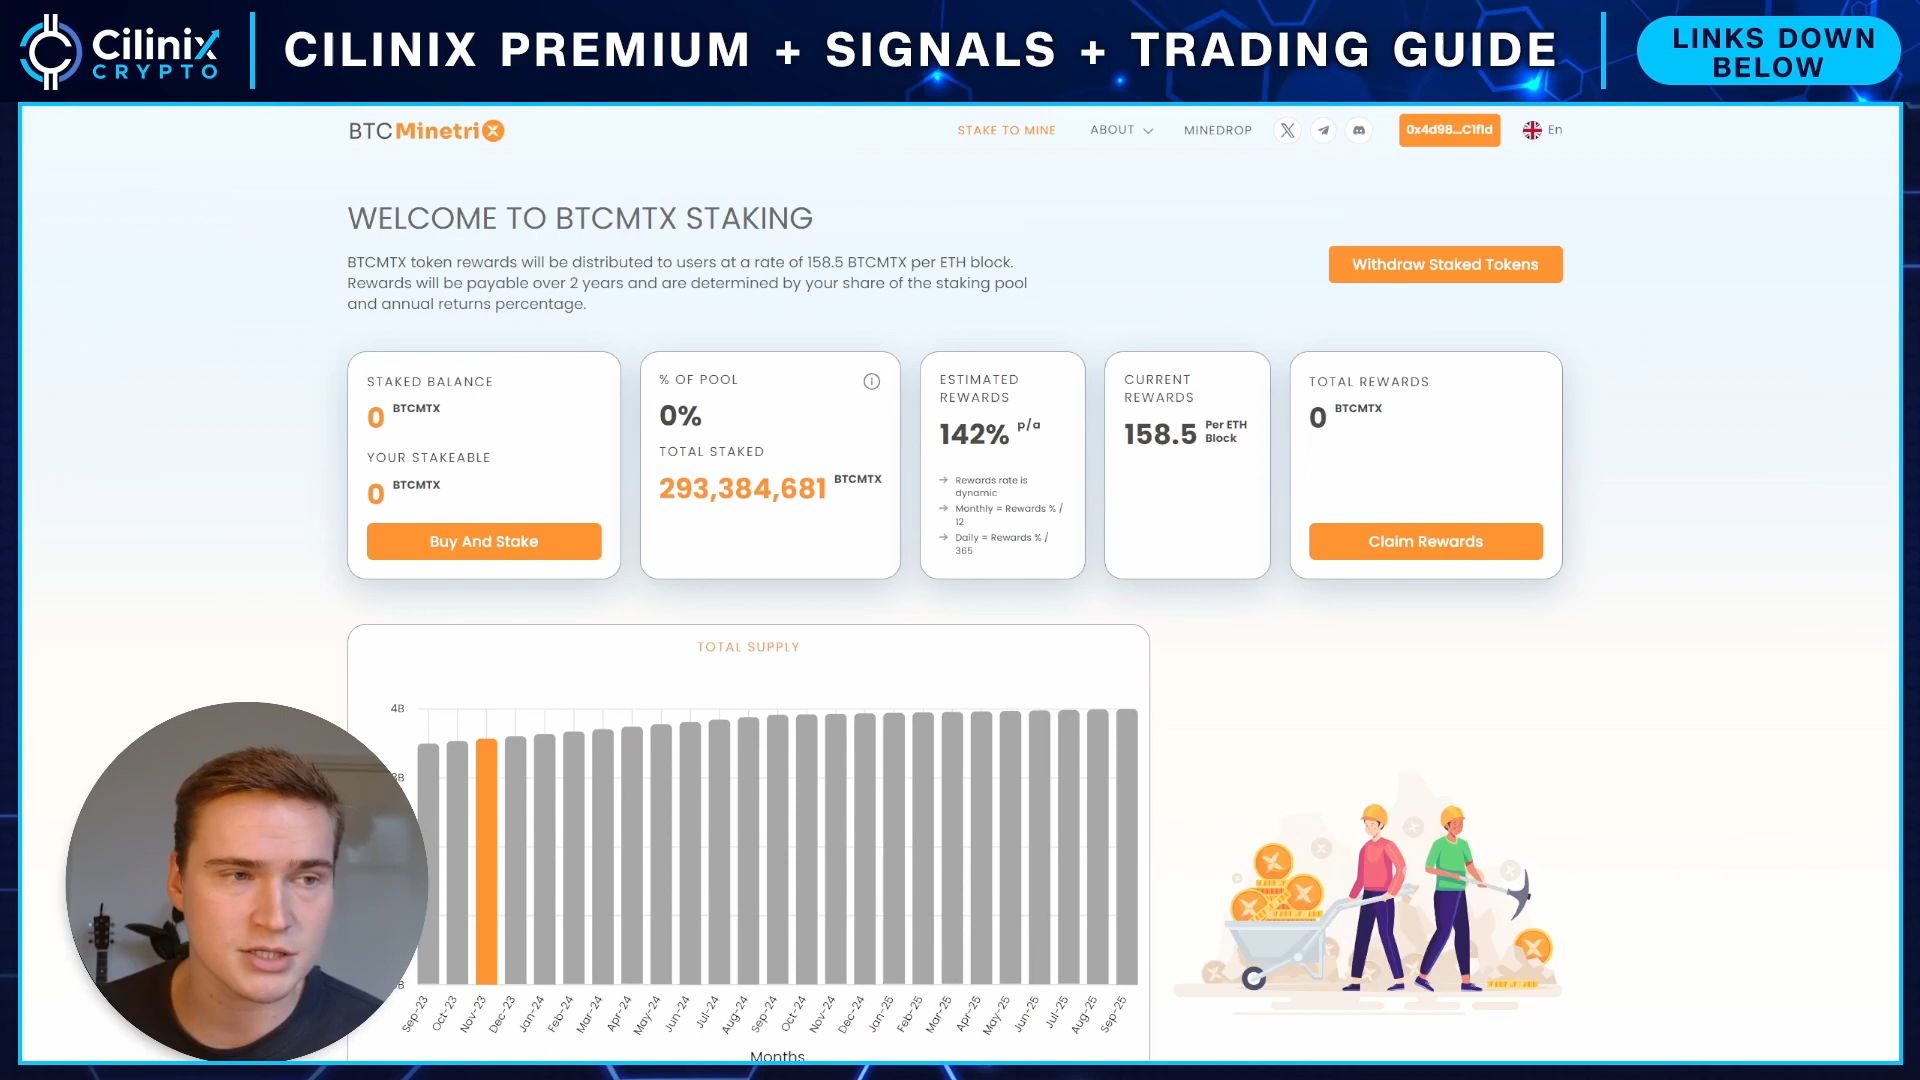 Cilinix
CRYPTO
CILINIX PREMIUM + SIGNALS + TRADING GUIDE
LINKS DOWN
BELOW
BTCMinetriX
STAKE TO MINE
ABOUT
MINEDROP
0x4d98...C1f1d
En
WELCOME TO BTCMTX STAKING
BTCMTX token rewards will be distributed to users at a rate of 158.5 BTCMTX per ETH block.
Rewards will be payable over 2 years and are determined by your share of the staking pool
and annual returns percentage.
Withdraw Staked Tokens
STAKED BALANCE
0 BTCMTX
YOUR STAKEABLE
0 BTCMTX
Buy And Stake
% OF POOL
0%
TOTAL STAKED
293,384,681 BTCMTX
ESTIMATED
REWARDS
142% p/a
Rewards rate is
dynamic
Monthly = Rewards % /
12
Daily = Rewards % /
365
CURRENT
REWARDS
158.5 Per ETH
Block
TOTAL REWARDS
0 BTCMTX
Claim Rewards
TOTAL SUPPLY
4B
Sep-23 Oct-23 Nov-23 Dec-23 Jan-24 Feb-24 Mar-24 Apr-24 May-24 Jun-24 Jul-24 Aug-24 Sep-24 Oct-24 Nov-24 Dec-24 Jan-25 Feb-25 Mar-25 Apr-25 May-25 Jun-25 Jul-25 Aug-25 Sep-25
Months